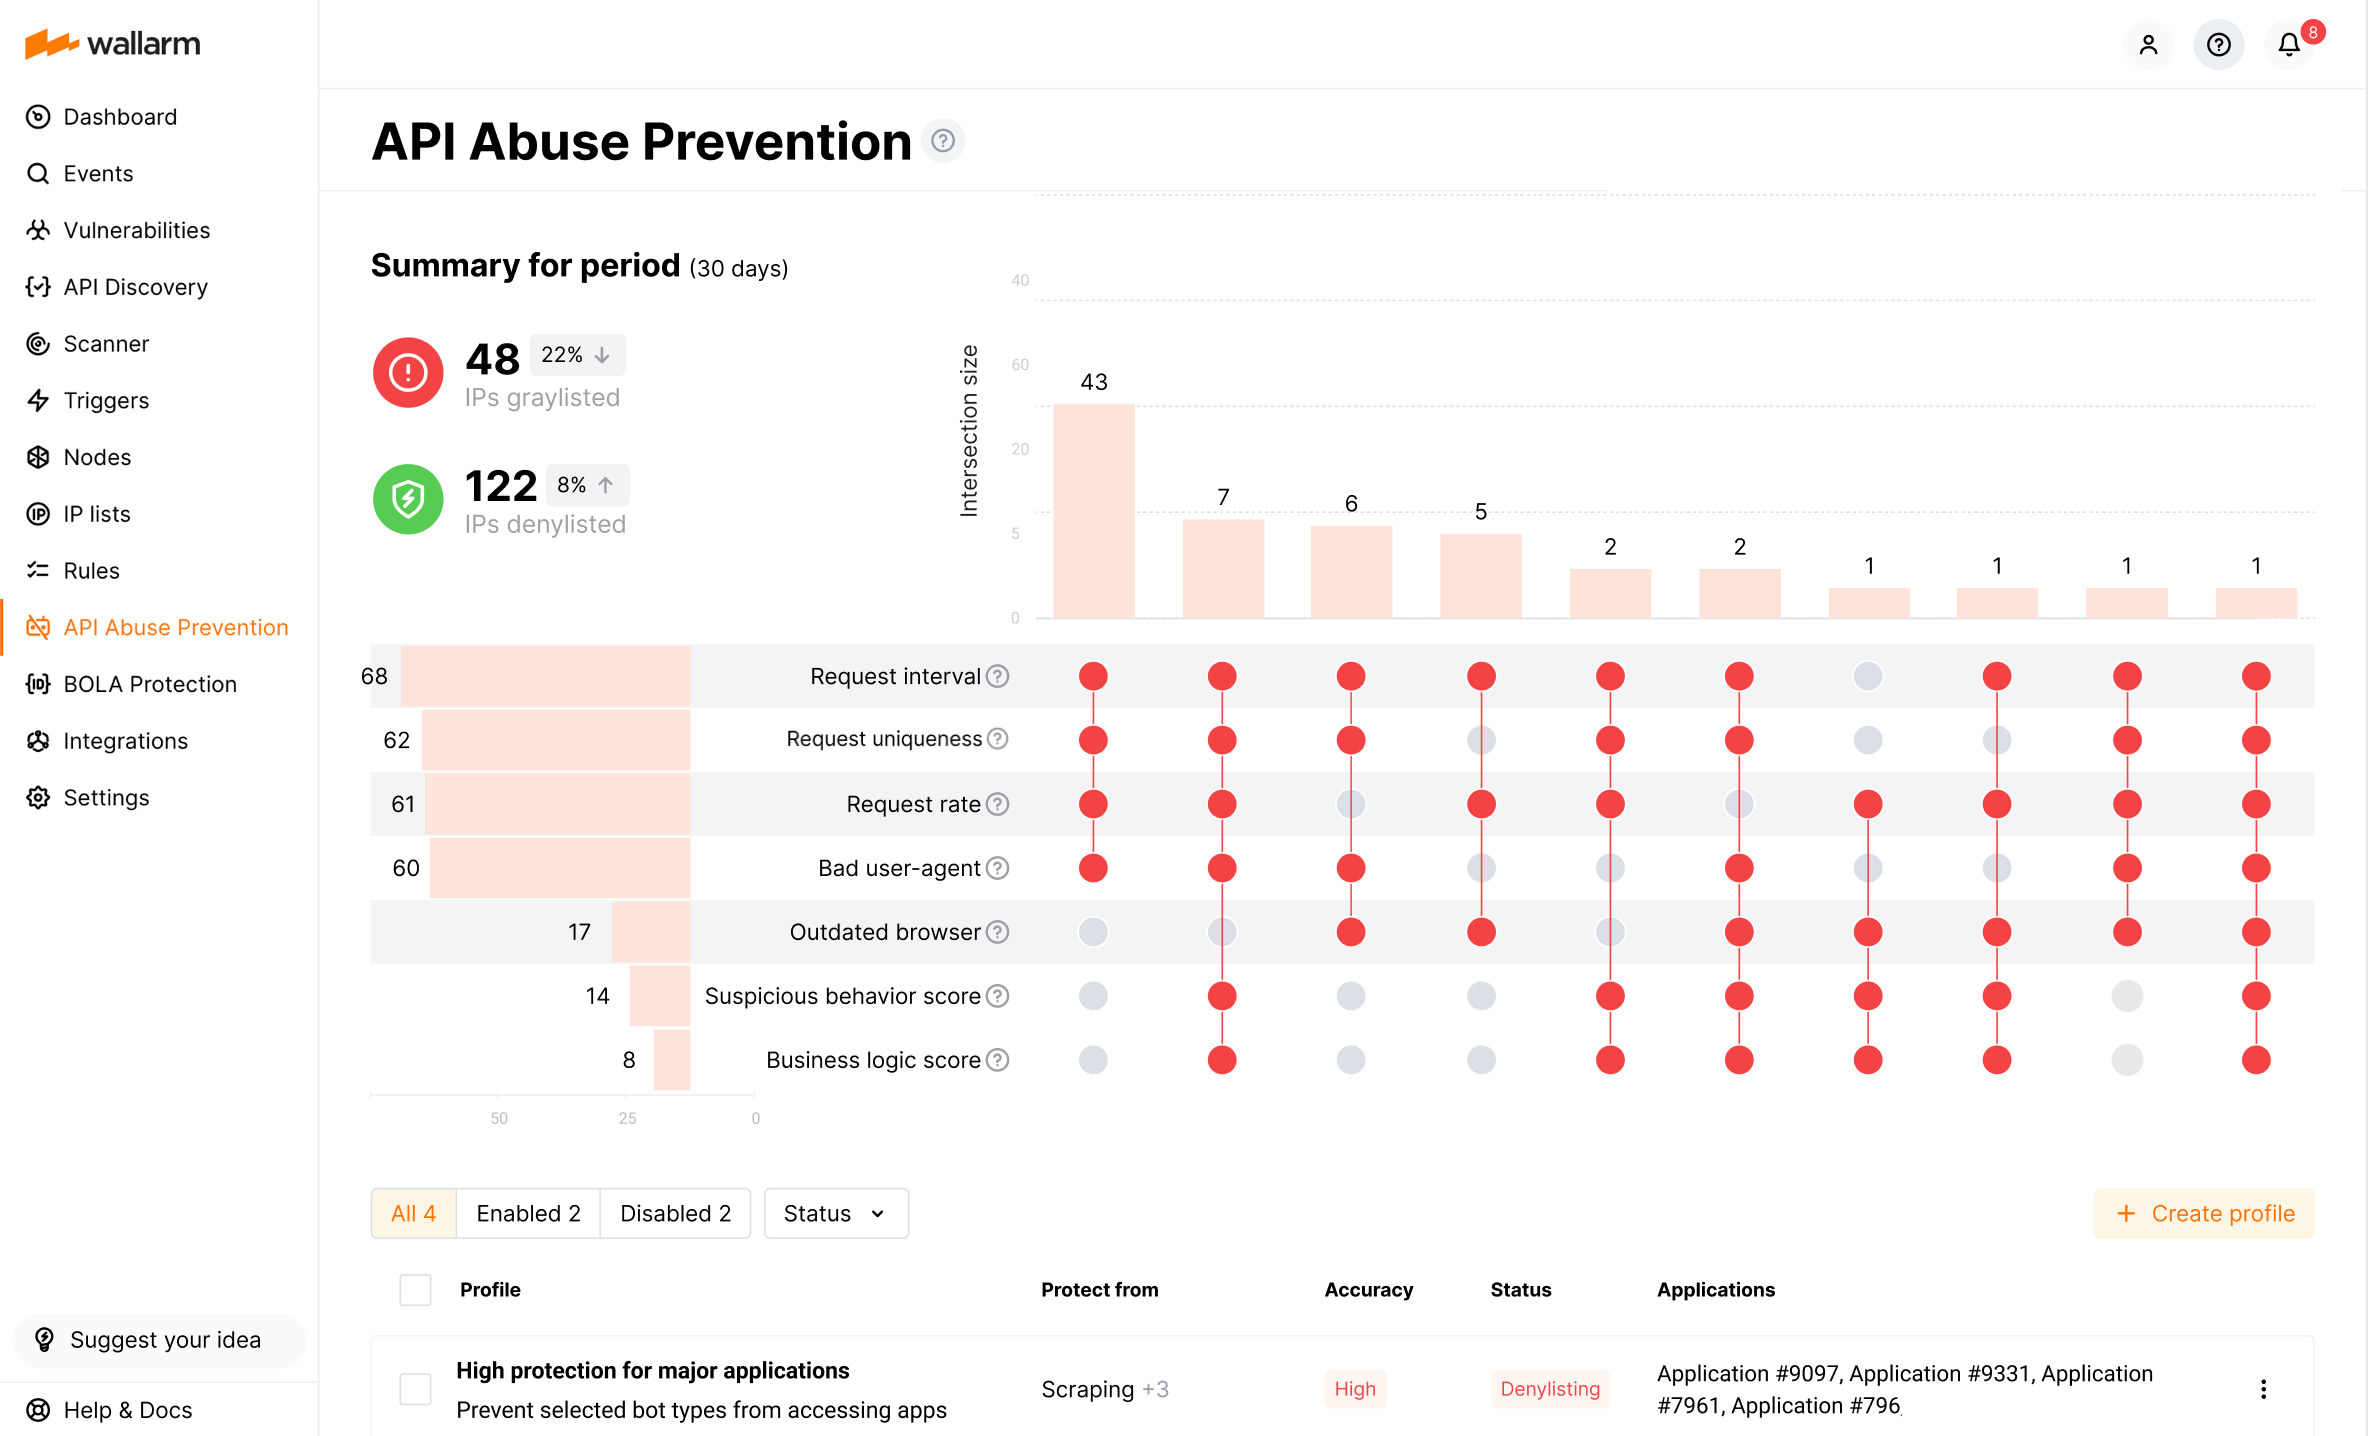 wallarm
8
Dashboard
Events
Vulnerabilities
API Discovery
Scanner
Triggers
Nodes
IP lists
Rules
API Abuse Prevention
BOLA Protection
Integrations
Settings
Suggest your idea
Help & Docs
API Abuse Prevention
Summary for period (30 days)
48 22%
IPs graylisted
122 8%
IPs denylisted
Intersection size
40
60
20
5
0
43 7 6 5 2 2 1 1 1 1
68 Request interval
62 Request uniqueness
61 Request rate
60 Bad user-agent
17 Outdated browser
14 Suspicious behavior score
8 Business logic score
50 25 0
All 4 Enabled 2 Disabled 2 Status
+ Create profile
Profile Protect from Accuracy Status Applications
High protection for major applications
Prevent selected bot types from accessing apps
Scraping +3
High
Denylisting
Application #9097, Application #9331, Application
#7961, Application #796,